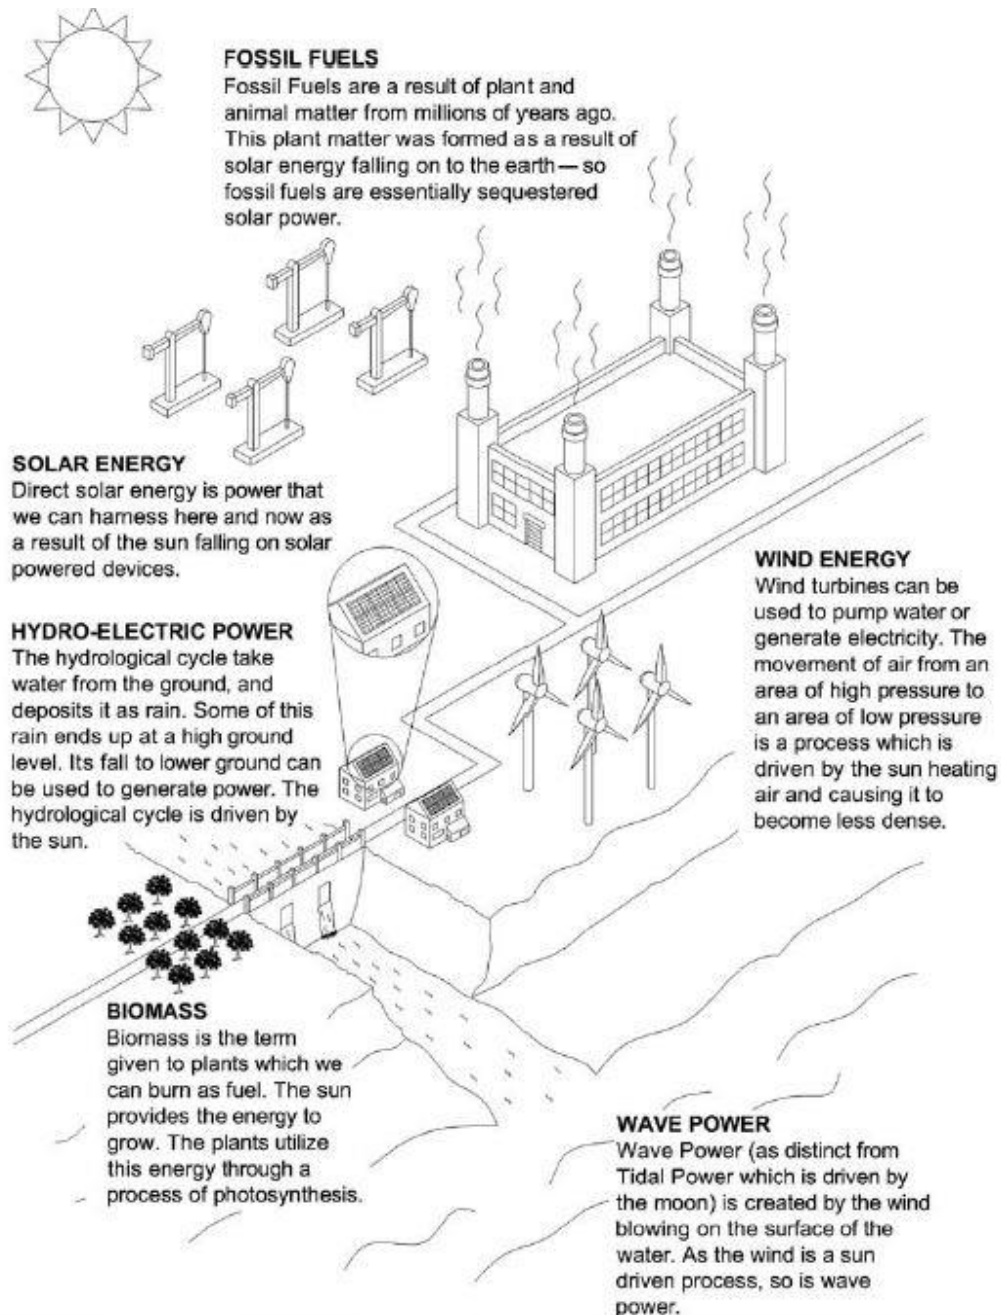 FOSSIL FUELS
Fossil Fuels are a result of plant and
animal matter from millions of years ago.
This plant matter was formed as a result of
solar energy falling on to the earth — so
fossil fuels are essentially sequestered
solar power.
SOLAR ENERGY
Direct solar energy is power that
we can harness here and now as
a result of the sun falling on solar
powered devices.
HYDRO-ELECTRIC POWER
The hydrological cycle take
water from the ground, and
deposits it as rain. Some of this
rain ends up at a high ground
level. Its fall to lower ground can
be used to generate power. The
hydrological cycle is driven by
the sun.
WIND ENERGY
Wind turbines can be
used to pump water or
generate electricity. The
movement of air from an
area of high pressure to
an area of low pressure
is a process which is
driven by the sun heating
air and causing it to
become less dense.
BIOMASS
Biomass is the term
given to plants which we
can burn as fuel. The sun
provides the energy to
grow. The plants utilize
this energy through a
process of photosynthesis.
WAVE POWER
Wave Power (as distinct from
Tidal Power which is driven by
the moon) is created by the wind
blowing on the surface of the
water. As the wind is a sun
driven process, so is wave
power.